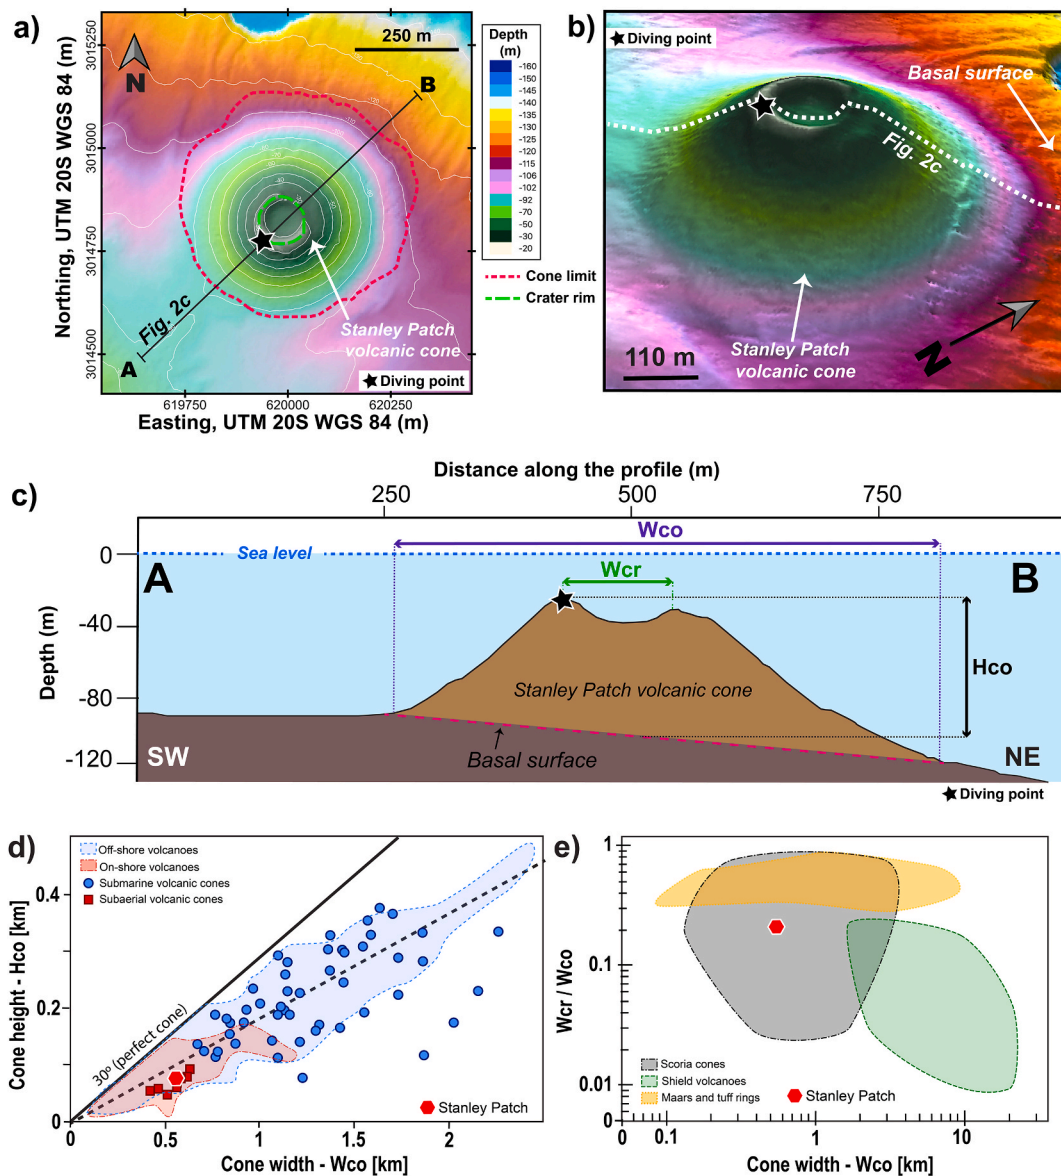 a)
N
250 m
B
A
Fig. 2c
Stanley Patch
volcanic cone
Diving point
Northing, UTM 20S WGS 84 (m)
3015250
3015000
3014750
3014500
619750
620000
620250
Easting, UTM 20S WGS 84 (m)
Depth
(m)
-160
-150
-145
-140
-135
-130
-125
-120
-115
-106
-102
-92
-70
-50
-30
-20
Cone limit
Crater rim
b)
Diving point
Basal surface
Fig. 2c
Stanley Patch
volcanic cone
110 m
N
c)
Distance along the profile (m)
250
500
750
Wco
Sea level
Wcr
A
B
Hco
Stanley Patch volcanic cone
Basal surface
SW
NE
Depth (m)
0
-40
-80
-120
Diving point
d)
Off-shore volcanoes
On-shore volcanoes
Submarine volcanic cones
Subaerial volcanic cones
30º (perfect cone)
Stanley Patch
Cone height - Hco [km]
0.4
0.2
0
0
0.5
1
1.5
2
Cone width - Wco [km]
e)
Wcr / Wco
1
0.1
0.01
0
Scoria cones
Shield volcanoes
Maars and tuff rings
Stanley Patch
0
0.1
1
10
Cone width - Wco [km]